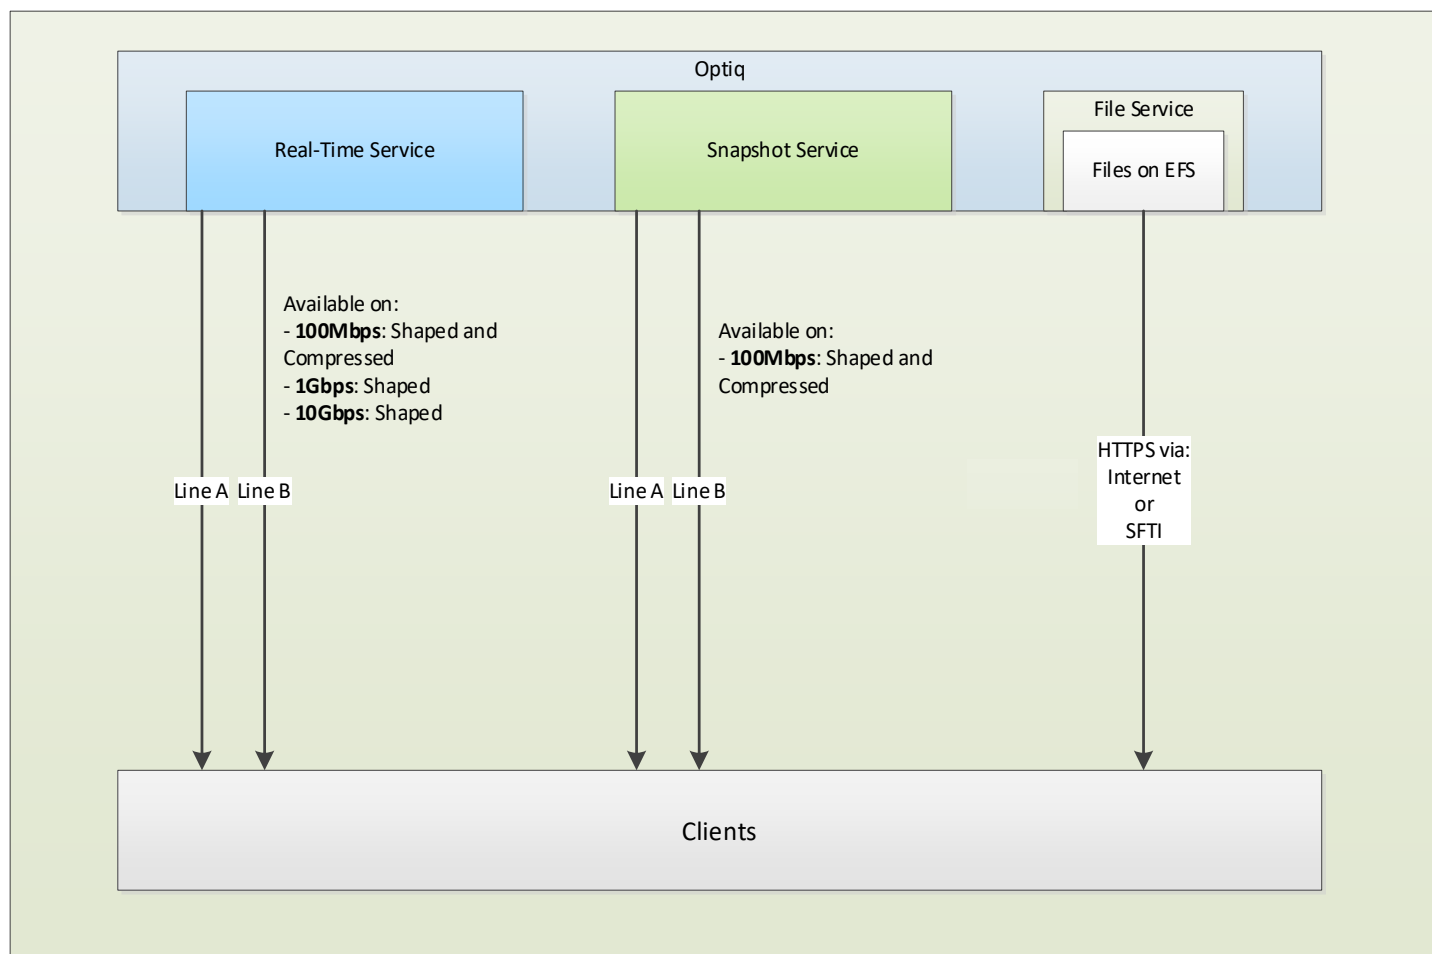 Optiq
Real-Time Service
Snapshot Service
File Service
Files on EFS
Available on:
- 100Mbps: Shaped and
Compressed
- 1Gbps: Shaped
- 10Gbps: Shaped
Available on:
- 100Mbps: Shaped and
Compressed
HTTPS via:
Internet
or
SFTI
Line A
Line B
Line A
Line B
Clients